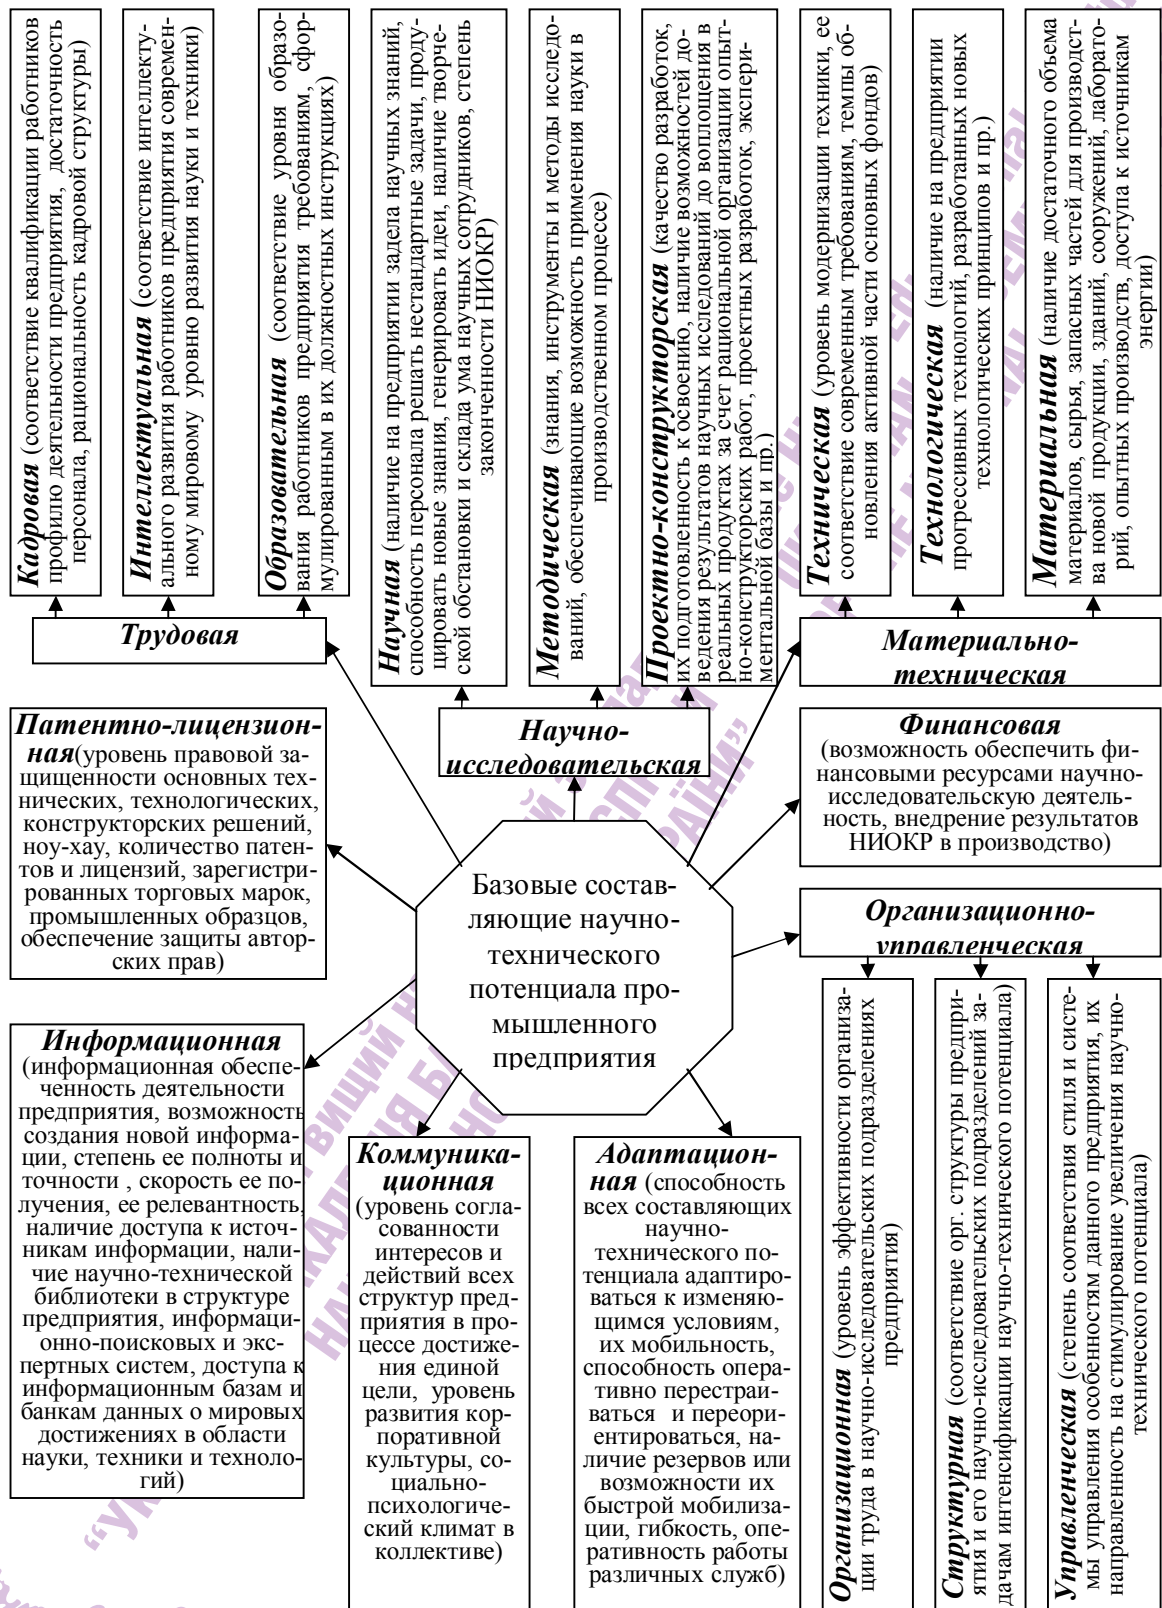 Кадровая (соответствие квалификации работников
профилю деятельности предприятия, достаточность
персонала, рациональность кадровой структуры)
Интеллектуальная (соответствие интеллекту-
ального развития работников предприятия современ-
ному мировому уровню развития науки и техники)
Образовательная (соответствие уровня образо-
вания работников предприятия требованиям, сфор-
мулированным в их должностных инструкциях)
Научная (наличие на предприятии задела научных знаний,
способность персонала решать нестандартные задачи, проду-
цировать новые знания, генерировать идеи, наличие творче-
ской обстановки и склада ума научных сотрудников, степень
законченности НИОКР)
Методическая (знания, инструменты и методы исследо-
ваний, обеспечивающие возможность применения науки в
производственном процессе)
Проектно-конструкторская (качество разработок,
их подготовленность к освоению, наличие возможностей до-
ведения результатов научных исследований до воплощения в
реальных продуктах за счет рациональной организации опыт-
но-конструкторских работ, проектных разработок, экспери-
ментальной базы и пр.)
Техническая (уровень модернизации техники, ее
соответствие современным требованиям, темпы об-
новления активной части основных фондов)
Технологическая (наличие на предприятии
прогрессивных технологий, разработанных новых
технологических принципов и пр.)
Материальная (наличие достаточного объема
материалов, сырья, запасных частей для производст-
ва новой продукции, зданий, сооружений, лаборато-
рий, опытных производств, доступа к источникам
энергии)
Трудовая
Материально-
техническая
Научно-
исследовательская
Патентно-лицензион-
ная(уровень правовой за-
щищенности основных тех-
нических, технологических,
конструкторских решений,
ноу-хау, количество патен-
тов и лицензий, зарегистри-
рованных торговых марок,
промышленных образцов,
обеспечение защиты автор-
ских прав)
Финансовая
(возможность обеспечить фи-
нансовыми ресурсами научно-
исследовательскую деятель-
ность, внедрение результатов
НИОКР в производство)
Базовые состав-
ляющие научно-
технического
потенциала про-
мышленного
предприятия
Организационно-
управленческая
Информационная
(информационная обеспе-
ченность деятельности
предприятия, возможность
создания новой информа-
ции, степень ее полноты и
точности , скорость ее по-
лучения, ее релевантность,
наличие доступа к источ-
никам информации, нали-
чие научно-технической
библиотеки в структуре
предприятия, информаци-
онно-поисковых и экс-
пертных систем, доступа к
информационным базам и
банкам данных о мировых
достижениях в области
науки, техники и техноло-
гий)
Коммуника-
ционная
(уровень согла-
сованности
интересов и
действий всех
структур пред-
приятия в про-
цессе достиже-
ния единой
цели, уровень
развития кор-
поративной
культуры, со-
циально-
психологиче-
ский климат в
коллективе)
Адаптацион-
ная (способность
всех составляющих
научно-
технического по-
тенциала адаптиро-
ваться к изменяю-
щимся условиям,
их мобильность,
способность опера-
тивно перестраи-
ваться и переори-
ентироваться, на-
личие резервов или
возможности их
быстрой мобилиза-
ции, гибкость, опе-
ративность работы
различных служб)
Организационная (уровень эффективности организа-
ции труда в научно-исследовательских подразделениях
предприятия)
Структурная (соответствие орг. структуры предпри-
ятия и его научно-исследовательских подразделений за-
дачам интенсификации научно-технического потенциала)
Управленческая (степень соответствия стиля и систе-
мы управления особенностям данного предприятия, их
направленность на стимулирование увеличения научно-
технического потенциала)